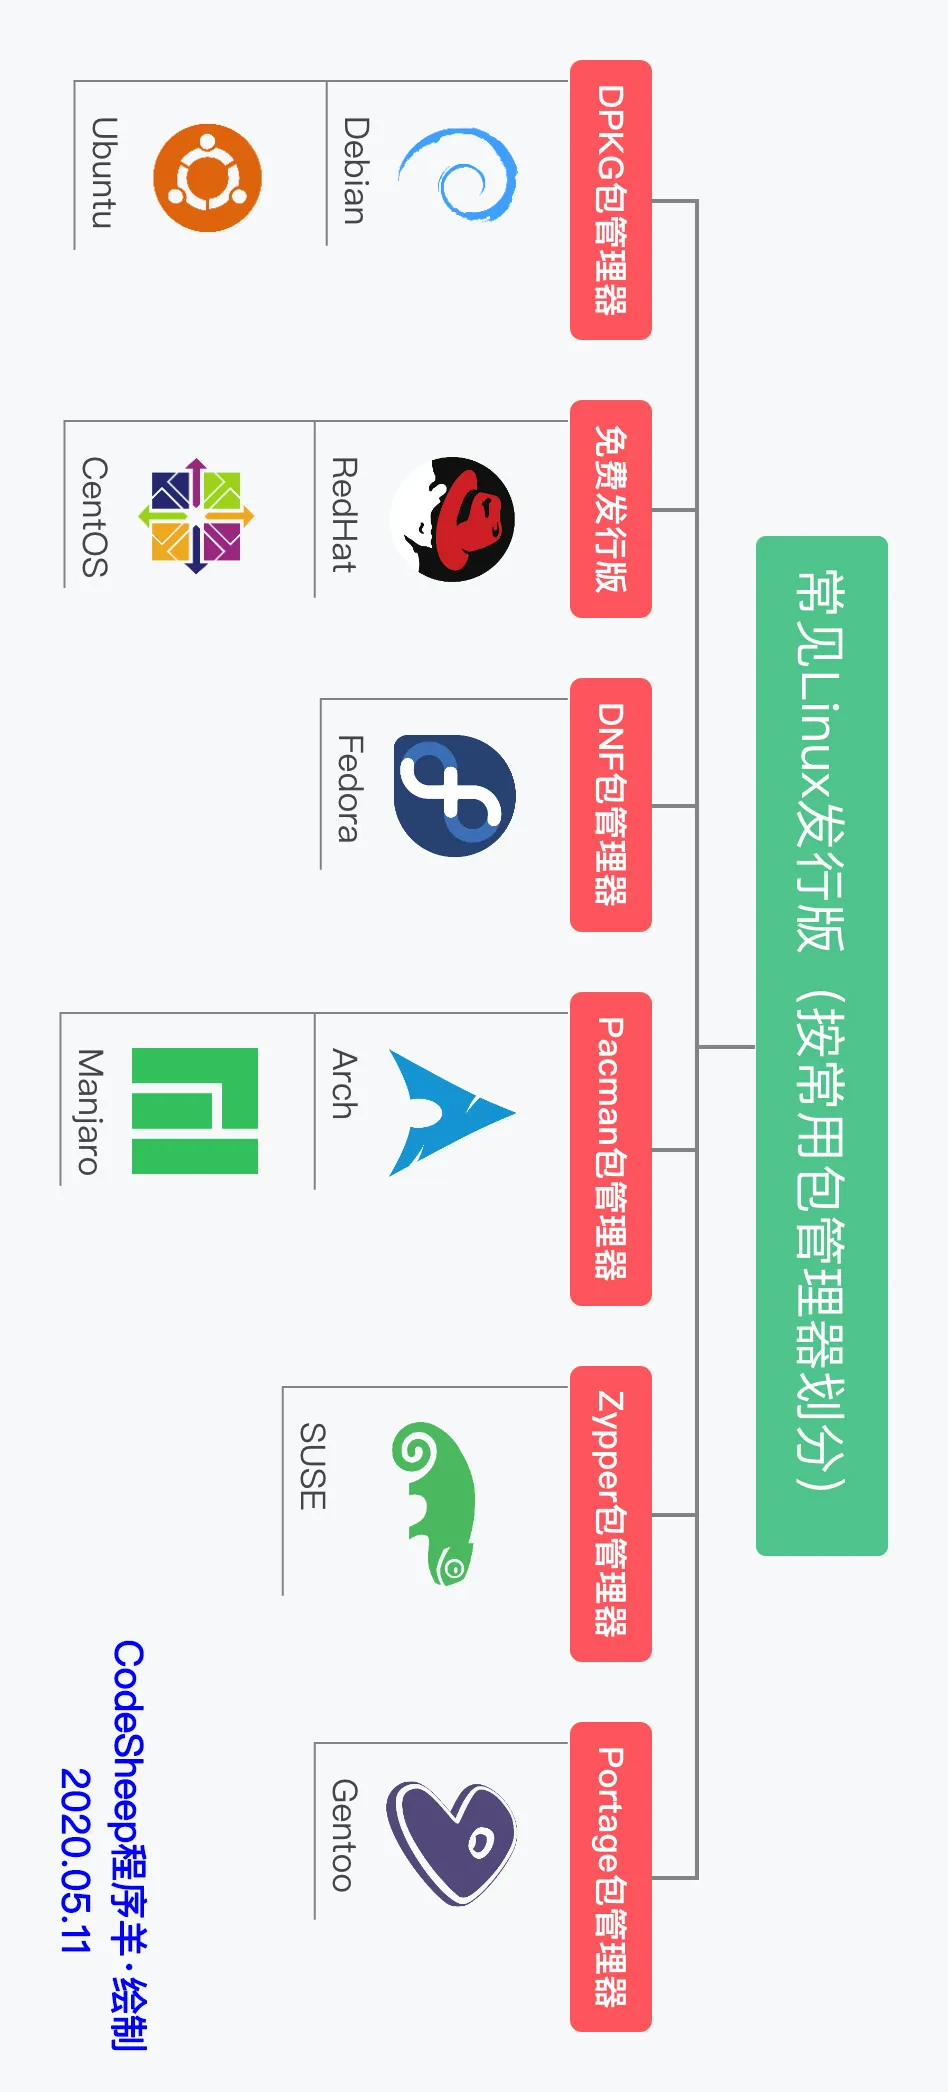 常见Linux发行版（按常用包管理器划分）
DPKG包管理器
Debian
Ubuntu
免费发行版
RedHat
CentOS
DNF包管理器
Fedora
Pacman包管理器
Arch
Manjaro
Zypper包管理器
SUSE
Portage包管理器
Gentoo
CodeSheep程序羊·绘制
2020.05.11